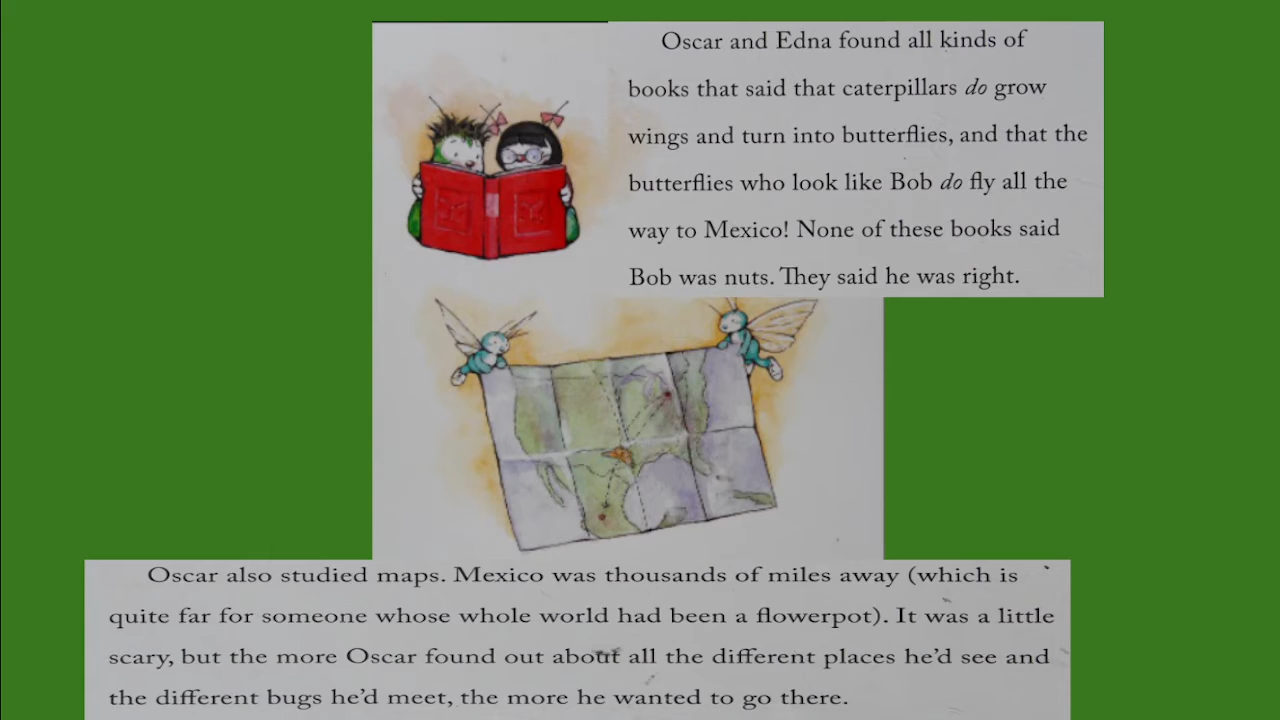 Oscar and Edna found all kinds of
books that said that caterpillars do grow
wings and turn into butterflies, and that the
butterflies who look like Bob do fly all the
way to Mexico! None of these books said
Bob was nuts. They said he was right.
Oscar also studied maps. Mexico was thousands of miles away (which is
quite far for someone whose whole world had been a flowerpot). It was a little
scary, but the more Oscar found out about all the different places he’d see and
the different bugs he’d meet, the more he wanted to go there.